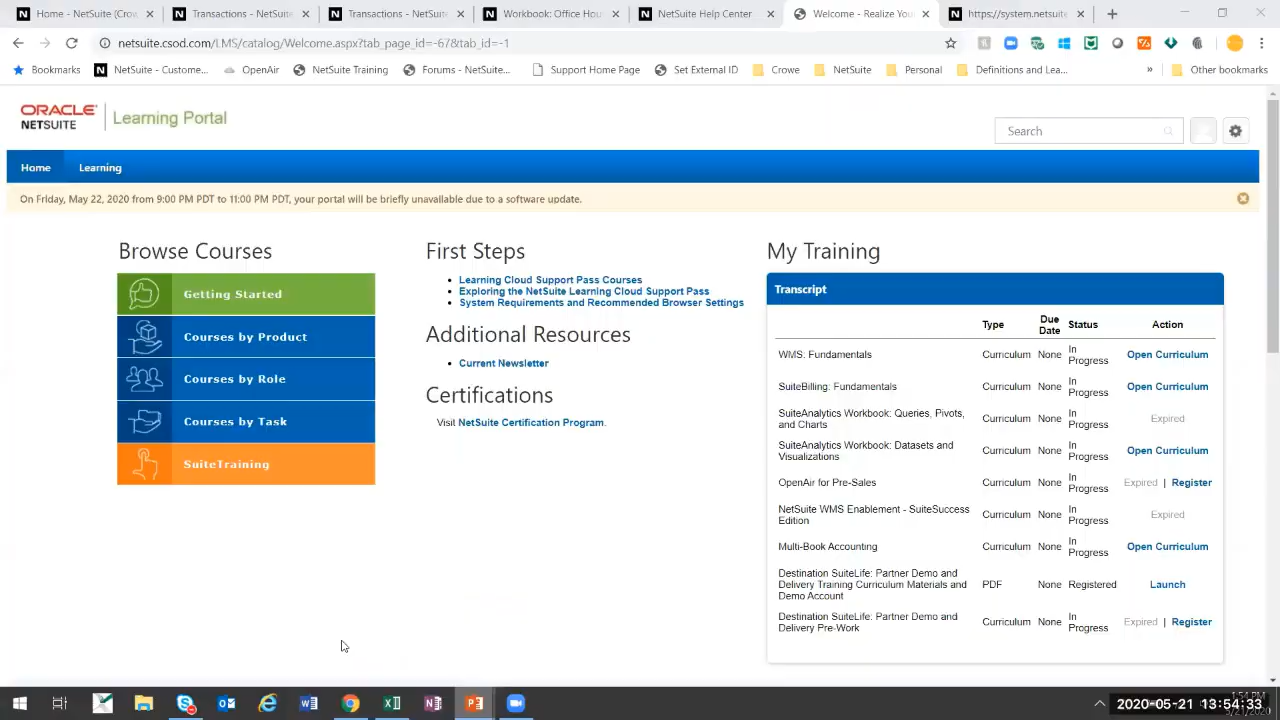 Home - NetSuite (Crow
Transactions - NetSuite
Transactions - NetSuite
Workbook: Office Hou
NetSuite Help Center
Welcome - Realize You
https://system.netsuite
netsuite.csod.com/LMS/catalog/Welcome.aspx?tab_page_id=-67&tab_id=-1
Bookmarks
NetSuite - Custome...
OpenAir
NetSuite Training
Forums - NetSuite...
Support Home Page
Set External ID
Crowe
NetSuite
Personal
Definitions and Lea...
»
Other bookmarks
ORACLE
NETSUITE
Learning Portal
Search
Home
Learning
On Friday, May 22, 2020 from 9:00 PM PDT to 11:00 PM PDT, your portal will be briefly unavailable due to a software update.
Browse Courses
Getting Started
Courses by Product
Courses by Role
Courses by Task
SuiteTraining
First Steps
• Learning Cloud Support Pass Courses
• Exploring the NetSuite Learning Cloud Support Pass
• System Requirements and Recommended Browser Settings
Additional Resources
• Current Newsletter
Certifications
Visit NetSuite Certification Program.
My Training
Transcript
Type Due Date Status Action
WMS: Fundamentals Curriculum None In Progress Open Curriculum
SuiteBilling: Fundamentals Curriculum None In Progress Open Curriculum
SuiteAnalytics Workbook: Queries, Pivots, and Charts Curriculum None In Progress Expired
SuiteAnalytics Workbook: Datasets and Visualizations Curriculum None In Progress Open Curriculum
OpenAir for Pre-Sales Curriculum None In Progress Expired | Register
NetSuite WMS Enablement - SuiteSuccess Edition Curriculum None In Progress Expired
Multi-Book Accounting Curriculum None In Progress Open Curriculum
Destination SuiteLife: Partner Demo and Delivery Training Curriculum Materials and Demo Account PDF None Registered Launch
Destination SuiteLife: Partner Demo and Delivery Pre-Work Curriculum None In Progress Expired | Register
2020-05-21 13:54:33